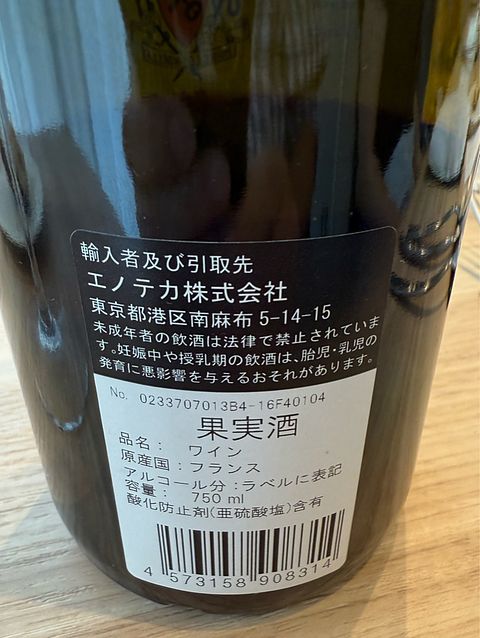 輸入者及び引取先
エノテカ株式会社
東京都港区南麻布 5-14-15
未成年者の飲酒は法律で禁止されていま
す。妊娠中や授乳期の飲酒は、胎児・乳児の
発育に悪影響を与えるおそれがあります。
No. 0233707013B4-16F40104
果実酒
品名： ワイン
原産国：フランス
アルコール分：ラベルに表記
容量： 750 ml
酸化防止剤(亜硫酸塩)含有
4 573158 908314